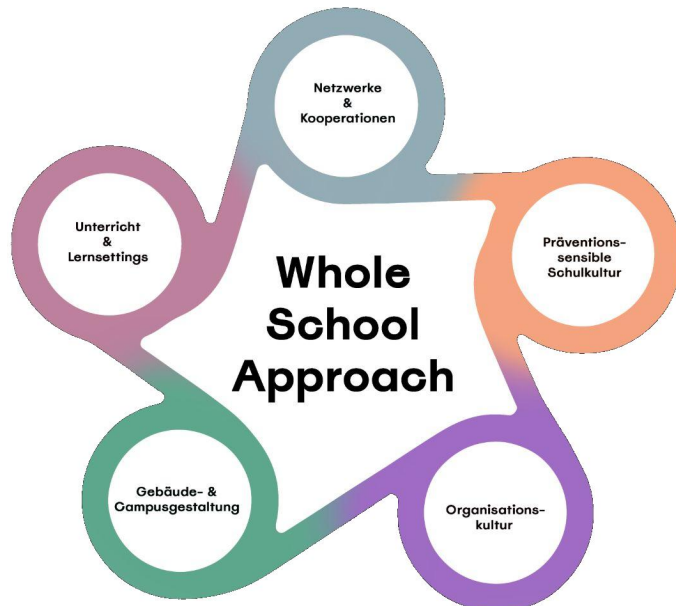 Netzwerke
&
Kooperationen
Unterricht
&
Lernsettings
Präventions-
sensible
Schulkultur
Whole
School
Approach
Gebäude- &
Campusgestaltung
Organisations-
kultur